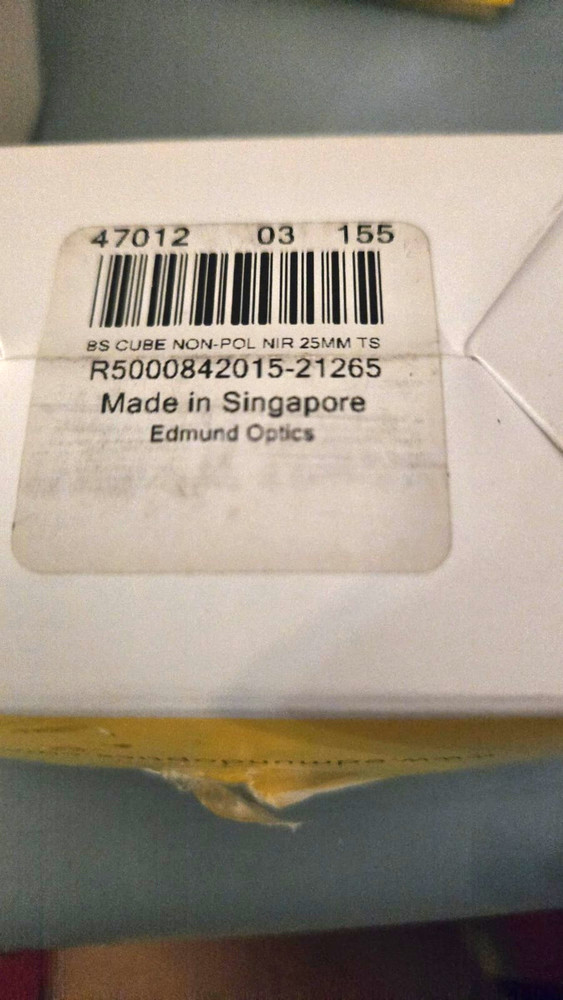 47012 03 155
BS CUBE NON-POL NIR 25MM TS
R5000842015-21265
Made in Singapore
Edmund Optics